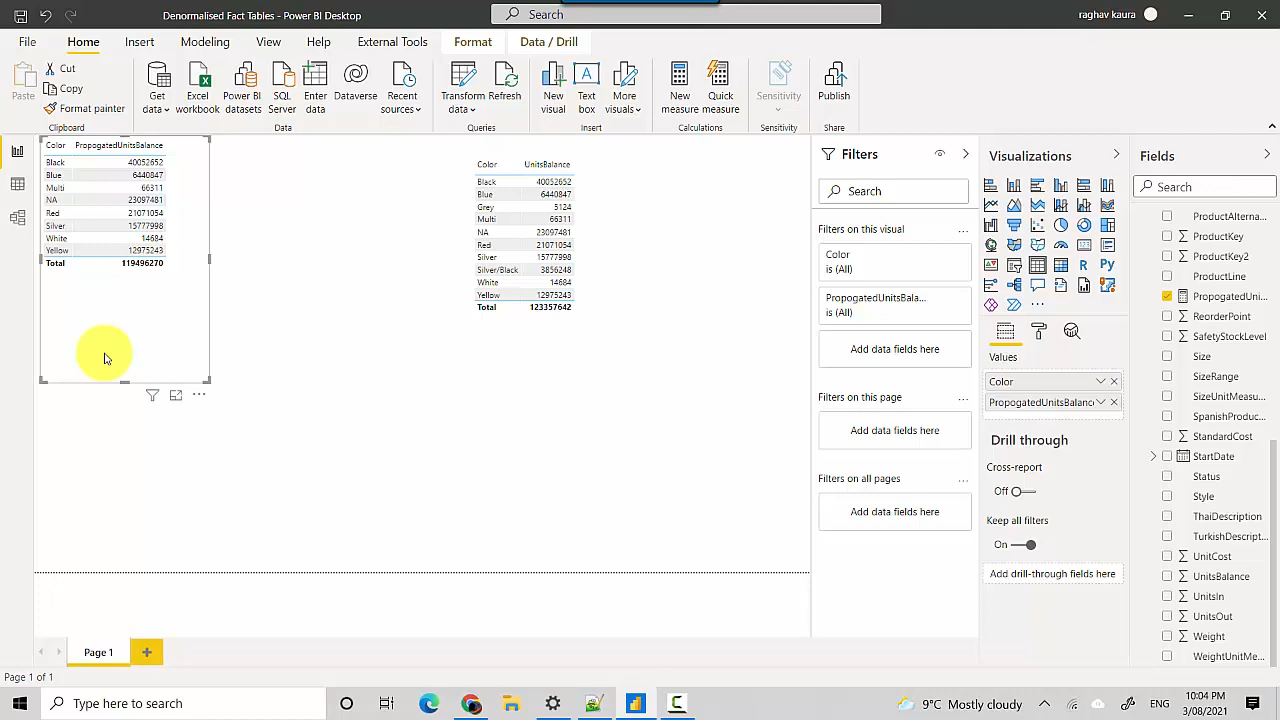 Denormalised Fact Tables - Power BI Desktop
Search
raghav kaura
File Home Insert Modeling View Help External Tools Format Data / Drill
Paste
Cut
Copy
Format painter
Clipboard
Get data
Excel workbook
Power BI datasets
SQL Server
Enter data
Dataverse
Recent sources
Data
Transform data
Refresh
Queries
New visual
Text box
More visuals
Insert
New measure
Quick measure
Calculations
Sensitivity
Sensitivity
Publish
Share
Color PropogatedUnitsBalance
Black 40052652
Blue 6440847
Multi 66311
NA 23097481
Red 21071054
Silver 15777998
White 14684
Yellow 12975243
Total 119496270
Color UnitsBalance
Black 40052652
Blue 6440847
Grey 5124
Multi 66311
NA 23097481
Red 21071054
Silver 15777998
Silver/Black 3856248
White 14684
Yellow 12975243
Total 123357642
Filters
Search
Filters on this visual ...
Color
is (All)
PropogatedUnitsBala...
is (All)
Add data fields here
Filters on this page ...
Add data fields here
Filters on all pages ...
Add data fields here
Visualizations
R Py
Values
Color
PropogatedUnitsBalanc
Drill through
Cross-report
Off
Keep all filters
On
Add drill-through fields here
Fields
Search
ProductAlterna...
ProductKey
ProductKey2
ProductLine
PropogatedUni...
ReorderPoint
SafetyStockLevel
Size
SizeRange
SizeUnitMeasu...
SpanishProduc...
StandardCost
StartDate
Status
Style
ThaiDescription
TurkishDescript...
UnitCost
UnitsBalance
UnitsIn
UnitsOut
Weight
WeightUnitMe...
Page 1
Page 1 of 1
Type here to search
9°C Mostly cloudy
ENG
10:04 PM
3/08/2021